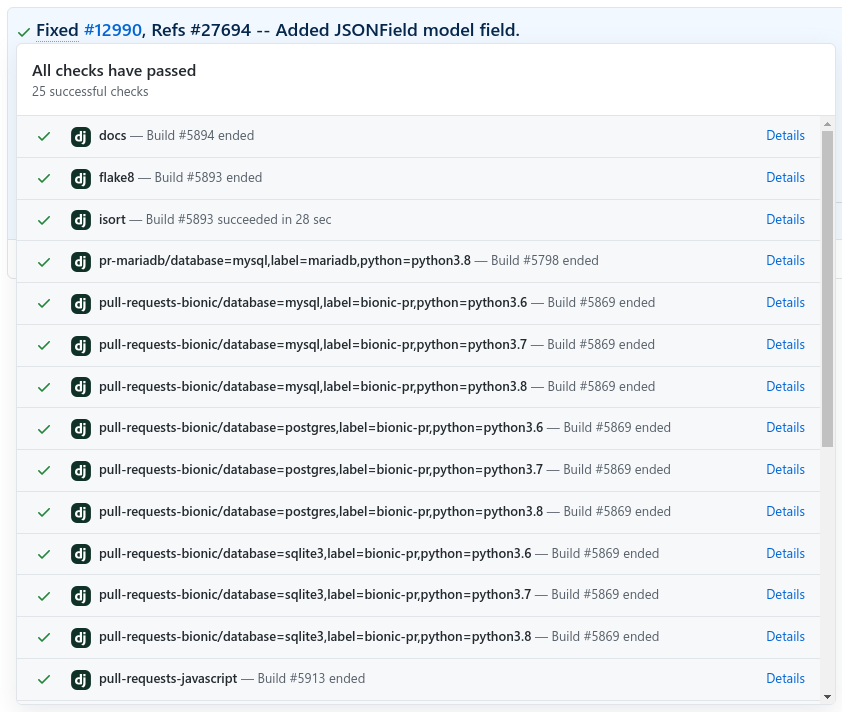 Fixed #12990, Refs #27694 -- Added JSONField model field.
All checks have passed
25 successful checks
dj docs — Build #5894 ended Details
dj flake8 — Build #5893 ended Details
dj isort — Build #5893 succeeded in 28 sec Details
dj pr-mariadb/database=mysql,label=mariadb,python=python3.8 — Build #5798 ended Details
dj pull-requests-bionic/database=mysql,label=bionic-pr,python=python3.6 — Build #5869 ended Details
dj pull-requests-bionic/database=mysql,label=bionic-pr,python=python3.7 — Build #5869 ended Details
dj pull-requests-bionic/database=mysql,label=bionic-pr,python=python3.8 — Build #5869 ended Details
dj pull-requests-bionic/database=postgres,label=bionic-pr,python=python3.6 — Build #5869 ended Details
dj pull-requests-bionic/database=postgres,label=bionic-pr,python=python3.7 — Build #5869 ended Details
dj pull-requests-bionic/database=postgres,label=bionic-pr,python=python3.8 — Build #5869 ended Details
dj pull-requests-bionic/database=sqlite3,label=bionic-pr,python=python3.6 — Build #5869 ended Details
dj pull-requests-bionic/database=sqlite3,label=bionic-pr,python=python3.7 — Build #5869 ended Details
dj pull-requests-bionic/database=sqlite3,label=bionic-pr,python=python3.8 — Build #5869 ended Details
dj pull-requests-javascript — Build #5913 ended Details